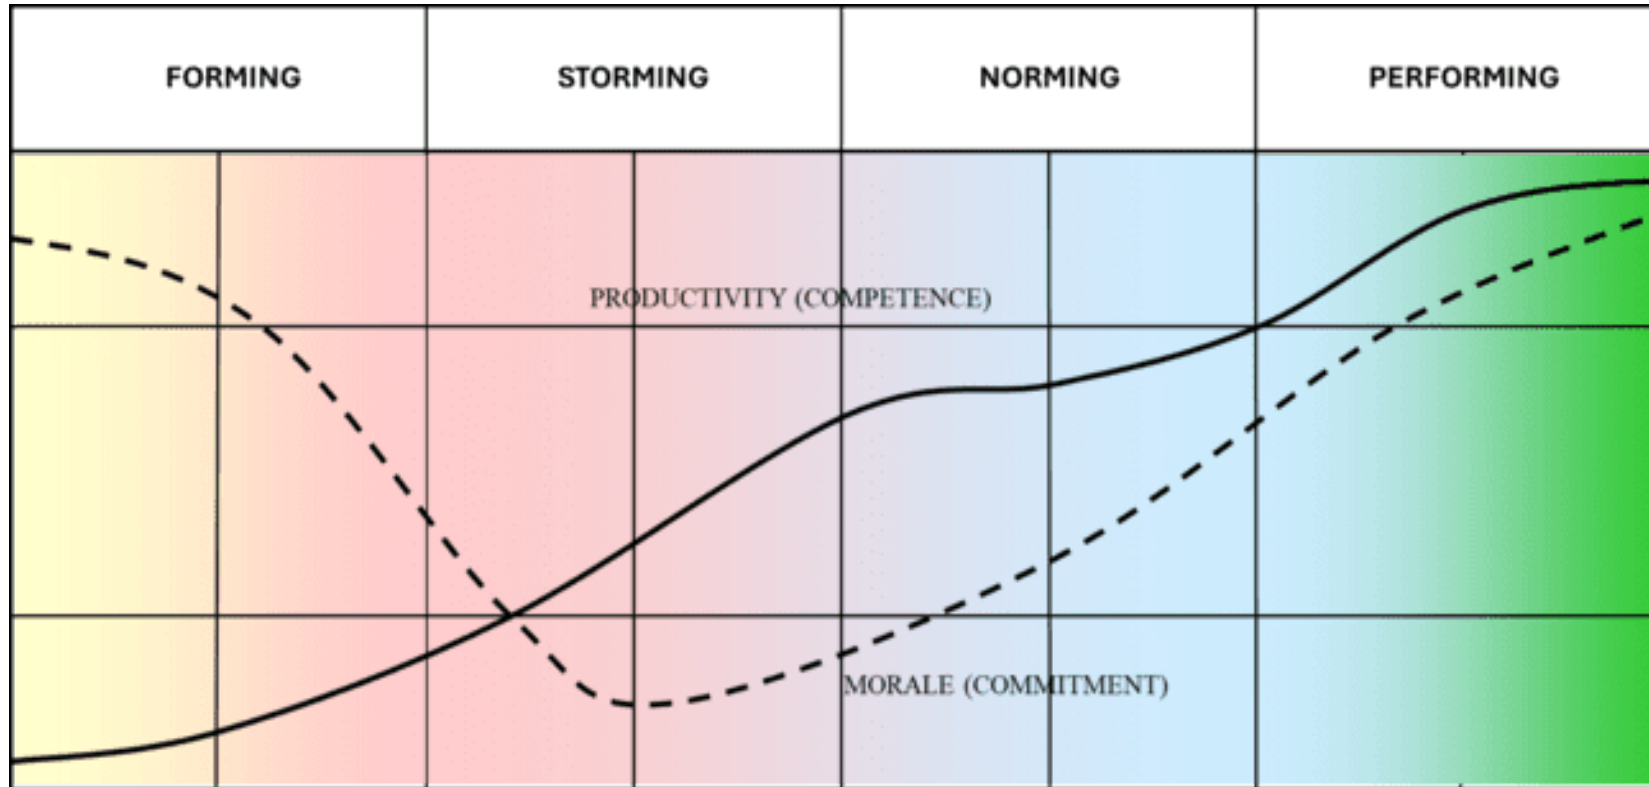 FORMING
STORMING
NORMING
PERFORMING
PRODUCTIVITY (COMPETENCE)
MORALE (COMMITMENT)